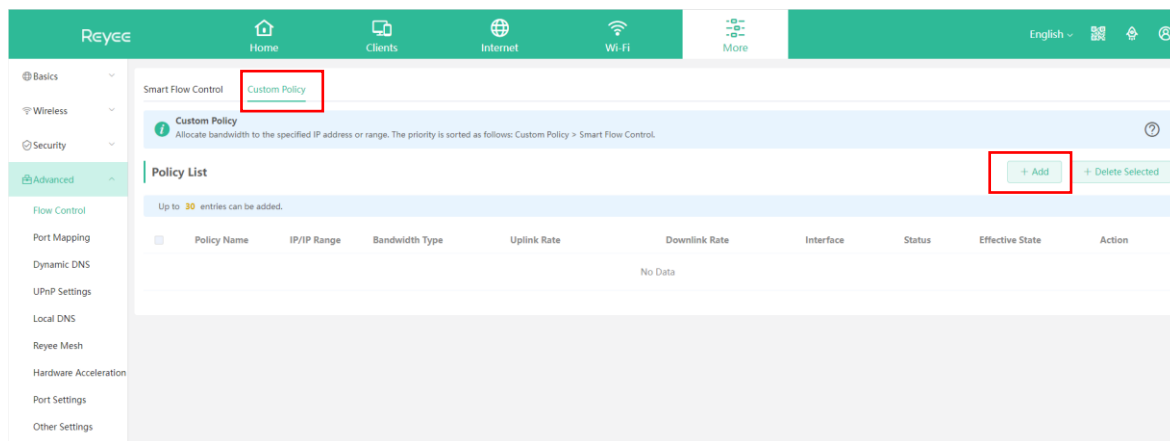 Reyee
Home
Clients
Internet
Wi-Fi
More
English
Basics
Wireless
Security
Advanced
Flow Control
Port Mapping
Dynamic DNS
UPnP Settings
Local DNS
Reyee Mesh
Hardware Acceleration
Port Settings
Other Settings
Smart Flow Control Custom Policy
Custom Policy
Allocate bandwidth to the specified IP address or range. The priority is sorted as follows: Custom Policy > Smart Flow Control.
Policy List
+ Add + Delete Selected
Up to 30 entries can be added.
Policy Name IP/IP Range Bandwidth Type Uplink Rate Downlink Rate Interface Status Effective State Action
No Data